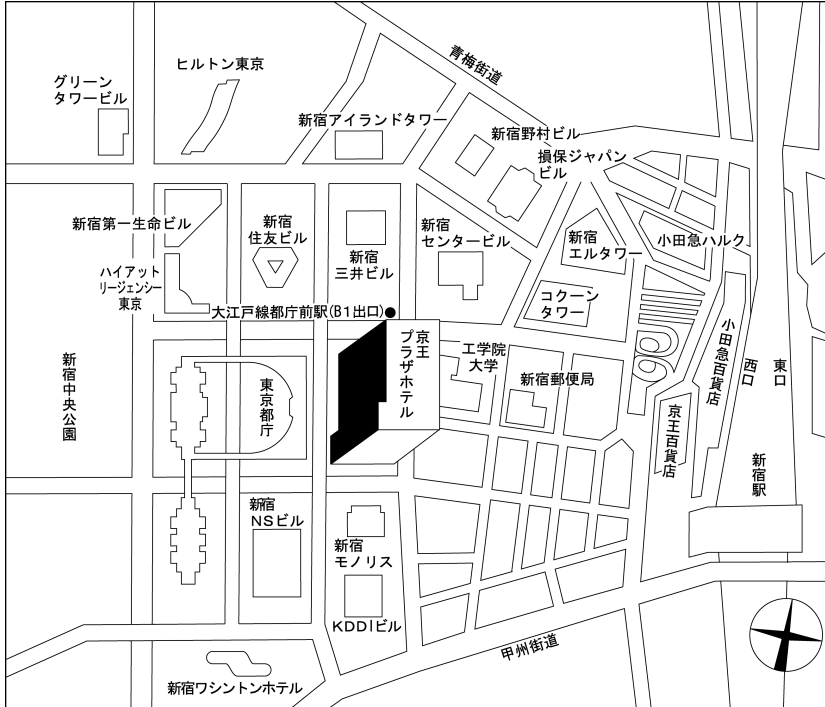 青梅街道
ヒルトン東京
グリーン
タワービル
新宿アイランドタワー
新宿野村ビル
損保ジャパン
ビル
新宿第一生命ビル
新宿
住友ビル
新宿
三井ビル
新宿
センタービル
新宿
エルタワー
小田急ハルク
ハイアット
リージェンシー
東京
コクーン
タワー
大江戸線都庁前駅(B1出口)
京王
プラザホテル
工学院
大学
新宿郵便局
小田急百貨店
西口
東口
新宿中央公園
東京都庁
京王百貨店
新宿駅
新宿
NSビル
新宿
モノリス
KDDIビル
甲州街道
新宿ワシントンホテル